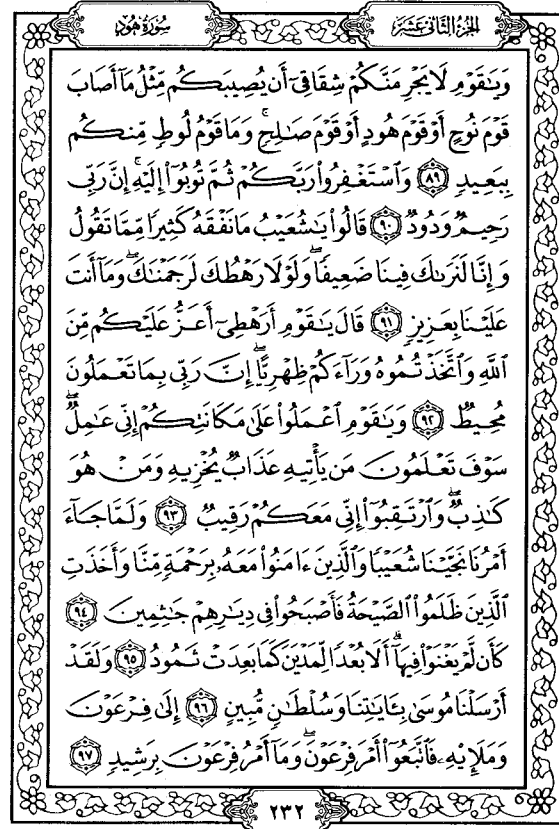 الجزء الثاني عشر
سورة هود
وَيَٰقَوْمِ لَا يَجْرِمَنَّكُمْ شِقَاقِىٓ أَن يُصِيبَكُم مِّثْلُ مَآ أَصَابَ
قَوْمَ نُوحٍ أَوْ قَوْمَ هُودٍ أَوْ قَوْمَ صَٰلِحٍ ۚ وَمَا قَوْمُ لُوطٍ مِّنكُم
بِبَعِيدٍ ٨٩ وَٱسْتَغْفِرُوا۟ رَبَّكُمْ ثُمَّ تُوبُوٓا۟ إِلَيْهِ ۚ إِنَّ رَبِّى
رَحِيمٌ وَدُودٌ ٩٠ قَالُوا۟ يَٰشُعَيْبُ مَا نَفْقَهُ كَثِيرًا مِّمَّا تَقُولُ
وَإِنَّا لَنَرَىٰكَ فِينَا ضَعِيفًا ۖ وَلَوْلَا رَهْطُكَ لَرَجَمْنَٰكَ ۖ وَمَآ أَنتَ
عَلَيْنَا بِعَزِيزٍ ٩١ قَالَ يَٰقَوْمِ أَرَهْطِىٓ أَعَزُّ عَلَيْكُم مِّنَ
ٱللَّهِ وَٱتَّخَذْتُمُوهُ وَرَآءَكُمْ ظِهْرِيًّا ۖ إِنَّ رَبِّى بِمَا تَعْمَلُونَ
مُحِيطٌ ٩٢ وَيَٰقَوْمِ ٱعْمَلُوا۟ عَلَىٰ مَكَانَتِكُمْ إِنِّى عَٰمِلٌ ۖ
سَوْفَ تَعْلَمُونَ مَن يَأْتِيهِ عَذَابٌ يُخْزِيهِ وَمَنْ هُوَ
كَٰذِبٌ ۖ وَٱرْتَقِبُوٓا۟ إِنِّى مَعَكُمْ رَقِيبٌ ٩٣ وَلَمَّا جَآءَ
أَمْرُنَا نَجَّيْنَا شُعَيْبًا وَٱلَّذِينَ ءَامَنُوا۟ مَعَهُۥ بِرَحْمَةٍ مِّنَّا وَأَخَذَتِ
ٱلَّذِينَ ظَلَمُوا۟ ٱلصَّيْحَةُ فَأَصْبَحُوا۟ فِى دِيَٰرِهِمْ جَٰثِمِينَ ٩٤
كَأَن لَّمْ يَغْنَوْا۟ فِيهَآ ۗ أَلَا بُعْدًا لِّمَدْيَنَ كَمَا بَعِدَتْ ثَمُودُ ٩٥ وَلَقَدْ
أَرْسَلْنَا مُوسَىٰ بِـَٔايَٰتِنَا وَسُلْطَٰنٍ مُّبِينٍ ٩٦ إِلَىٰ فِرْعَوْنَ
وَمَلَإِي۟هِۦ فَٱتَّبَعُوٓا۟ أَمْرَ فِرْعَوْنَ ۖ وَمَآ أَمْرُ فِرْعَوْنَ بِرَشِيدٍ ٩٧
٢٣٢